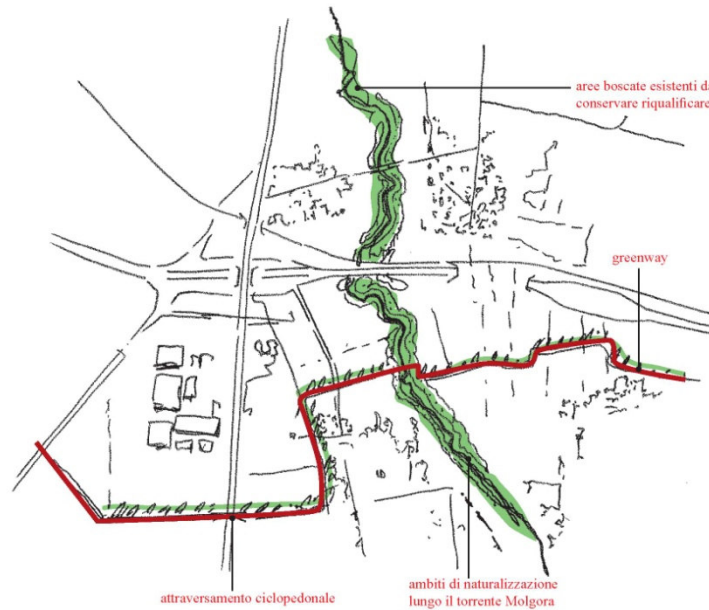 aree boscate esistenti da
conservare riqualificare
greenway
attraversamento ciclopedonale
ambiti di naturalizzazione
lungo il torrente Molgora